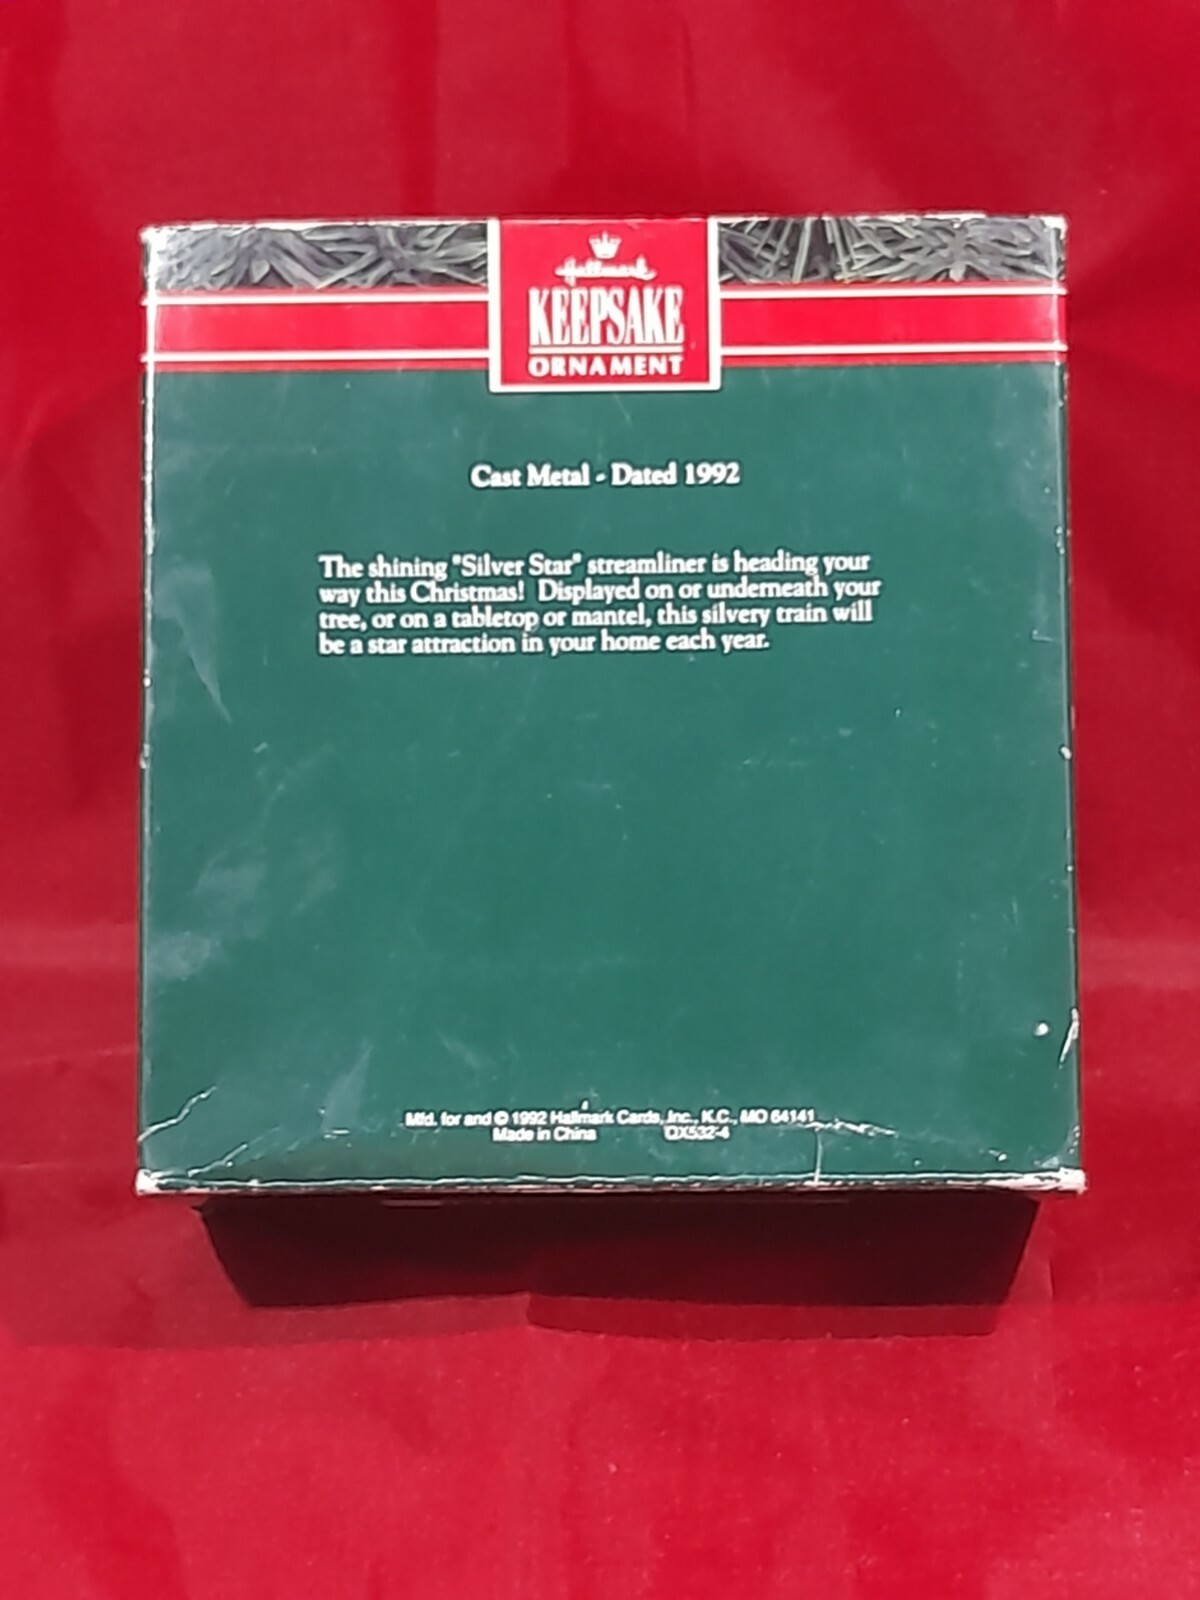 Hallmark
KEEPSAKE
ORNAMENT
Cast Metal - Dated 1992
The shining "Silver Star" streamliner is heading your
way this Christmas! Displayed on or underneath your
tree, or on a tabletop or mantel, this silvery train will
be a star attraction in your home each year.
Mfd. for and © 1992 Hallmark Cards, Inc., K.C., MO 64141
Made in China QX532-4